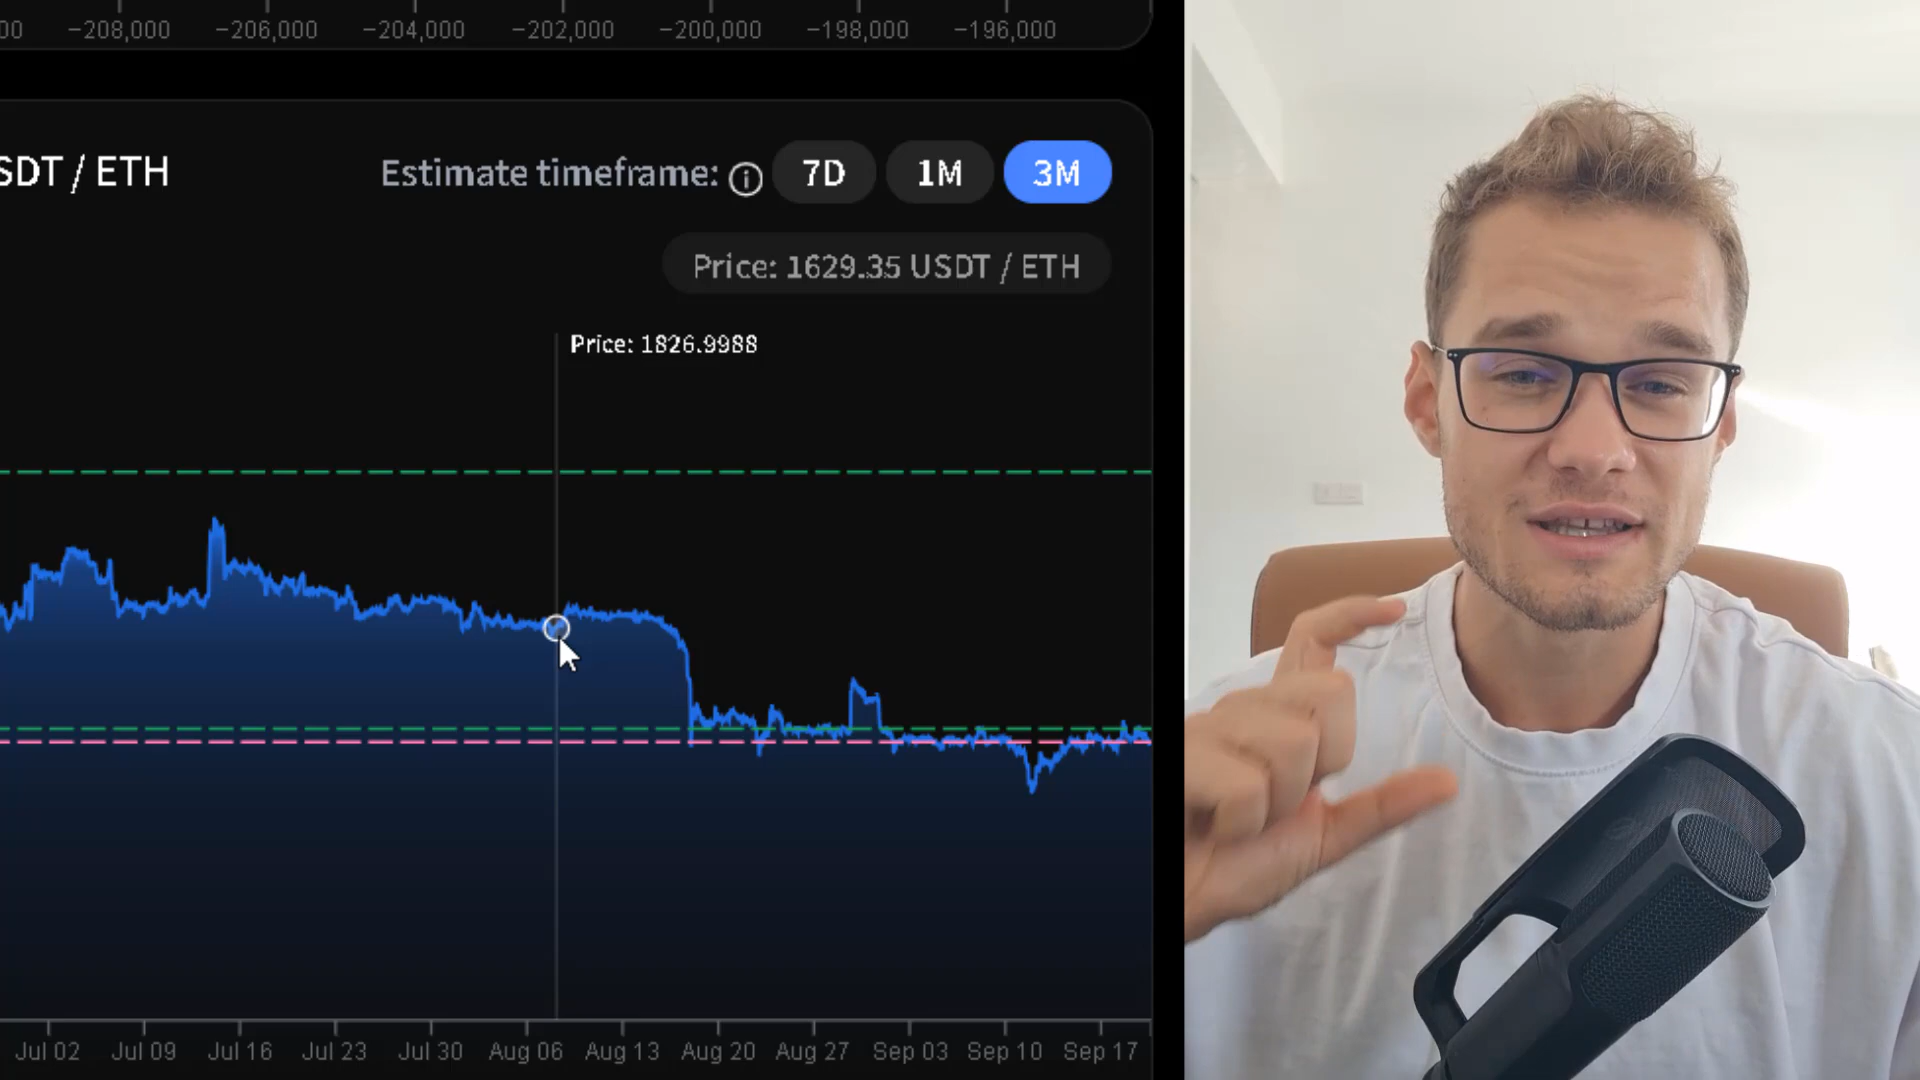 00 −208,000 −206,000 −204,000 −202,000 −200,000 −198,000 −196,000
SDT / ETH Estimate timeframe: 7D 1M 3M
Price: 1629.35 USDT / ETH
Price: 1826.9988
Jul 02 Jul 09 Jul 16 Jul 23 Jul 30 Aug 06 Aug 13 Aug 20 Aug 27 Sep 03 Sep 10 Sep 17